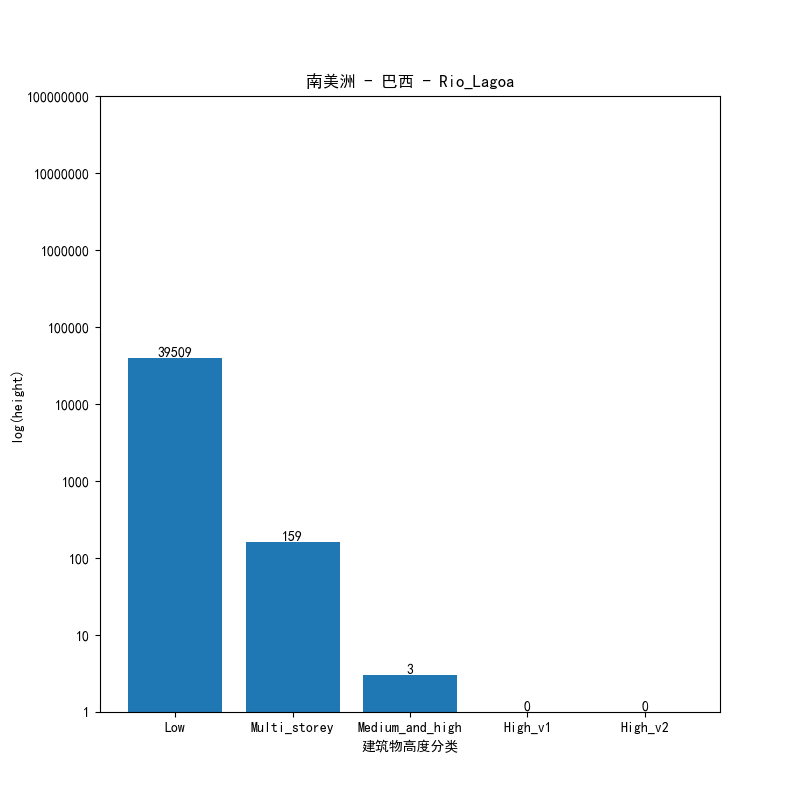 南美洲 - 巴西 - Rio_Lagoa
100000000
10000000
1000000
100000
10000
1000
100
10
1
log(height)
39509
159
3
0
0
Low
Multi_storey
Medium_and_high
High_v1
High_v2
建筑物高度分类